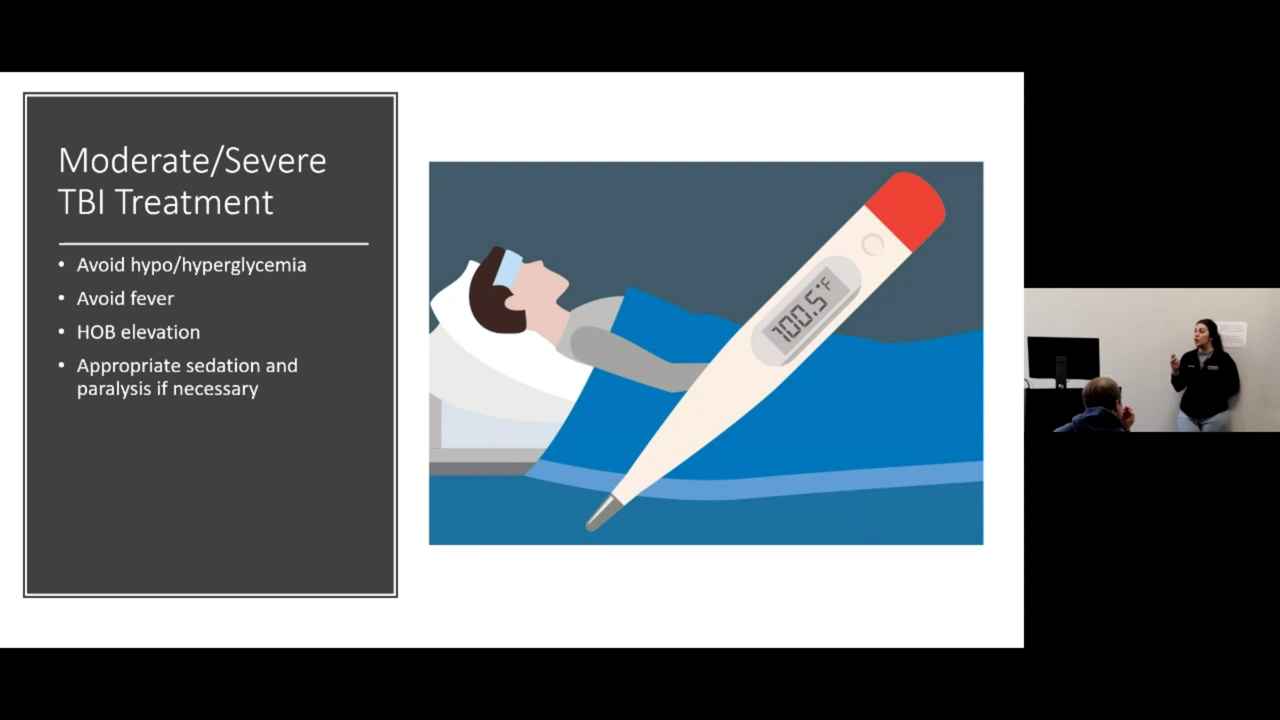 Moderate/Severe
TBI Treatment
• Avoid hypo/hyperglycemia
• Avoid fever
• HOB elevation
• Appropriate sedation and
paralysis if necessary
100.5°F